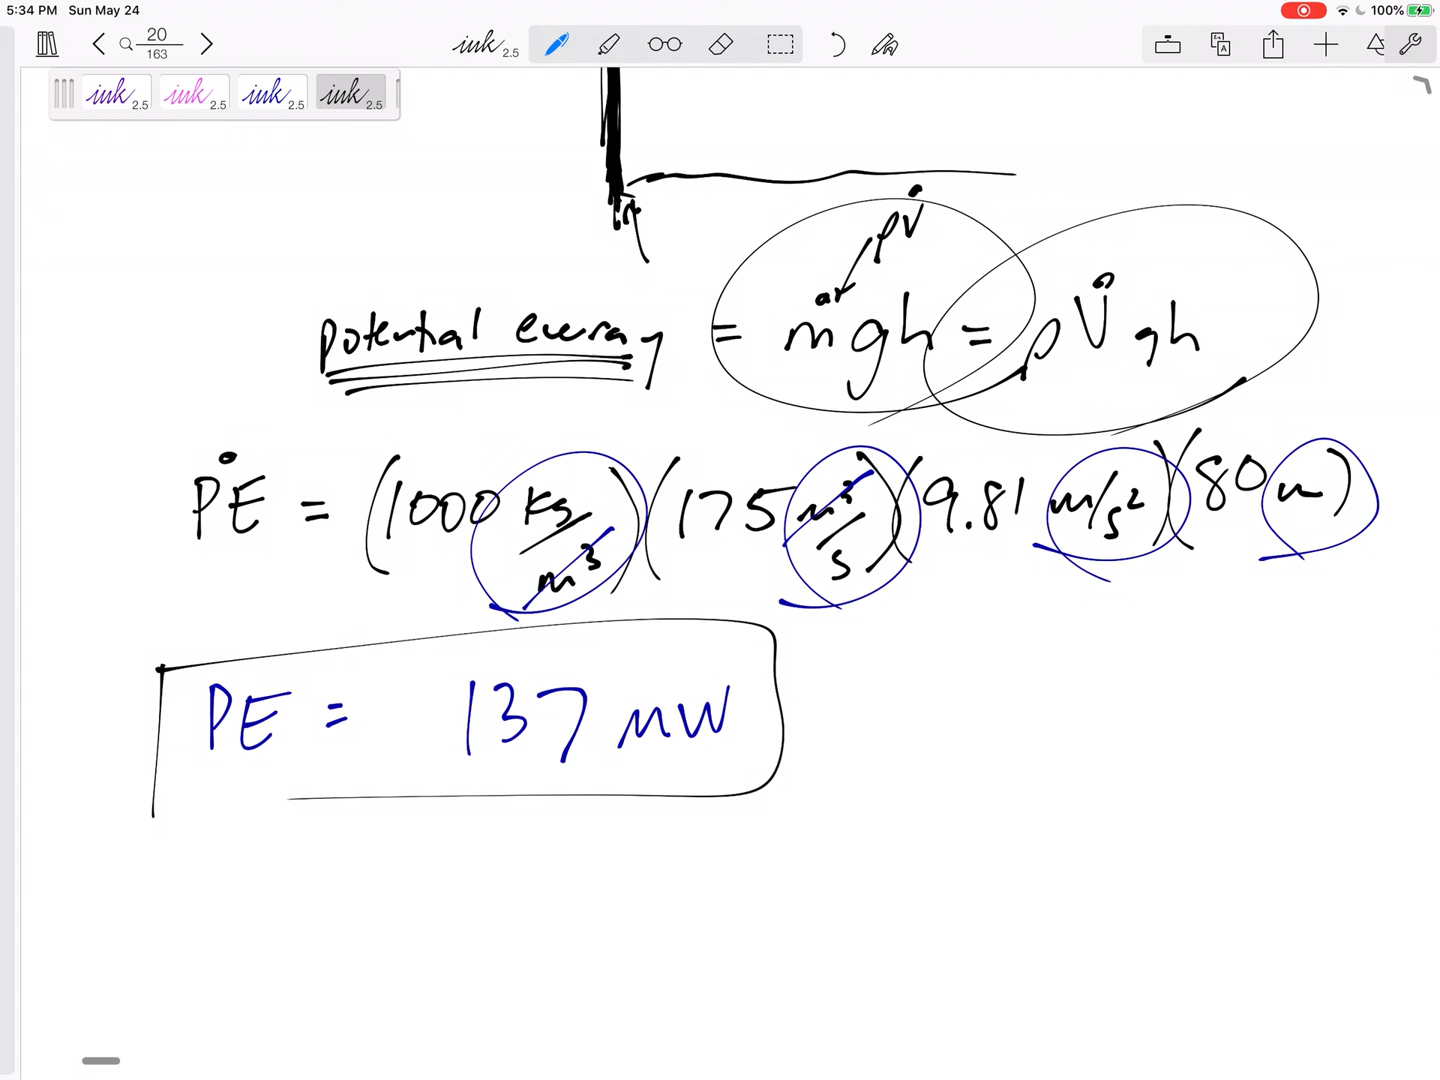 5:34 PM Sun May 24
100%
20
163
ink 2.5
ink 2.5 ink 2.5 ink 2.5 ink 2.5
ρV̇
potential energy = ṁgh = ρV̇gh
ṖE = (1000 kg/m³)(175 m³/s)(9.81 m/s²)(80 m)
PE = 137 MW